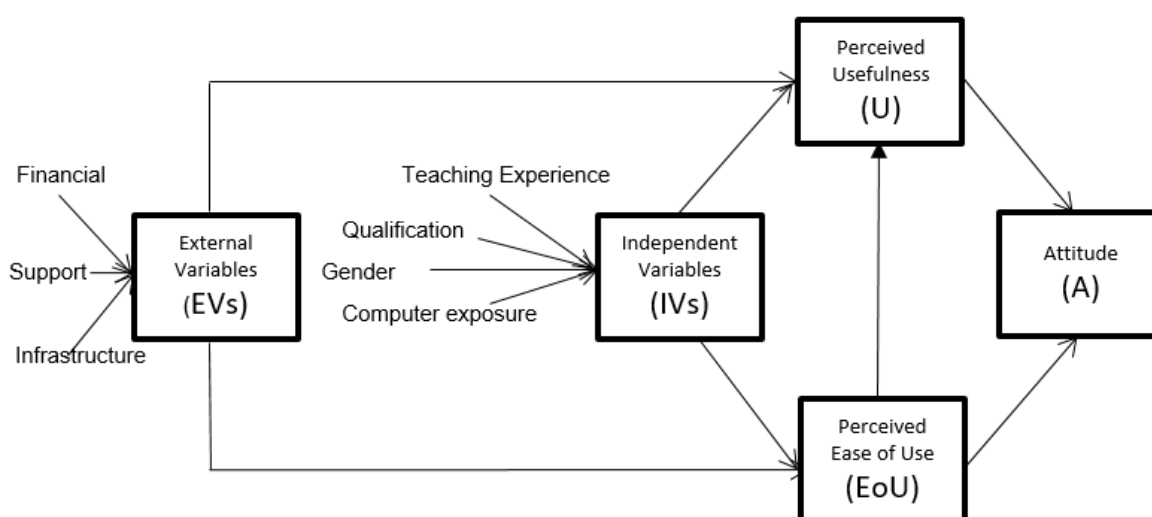 Perceived
Usefulness
(U)
Financial
Support
Infrastructure
External
Variables
(EVs)
Teaching Experience
Qualification
Gender
Computer exposure
Independent
Variables
(IVs)
Attitude
(A)
Perceived
Ease of Use
(EoU)